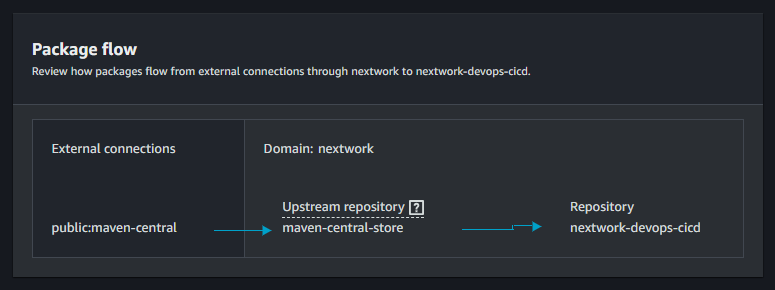 Package flow
Review how packages flow from external connections through nextwork to nextwork-devops-cicd.
External connections
Domain: nextwork
Upstream repository [?]
Repository
public:maven-central
maven-central-store
nextwork-devops-cicd